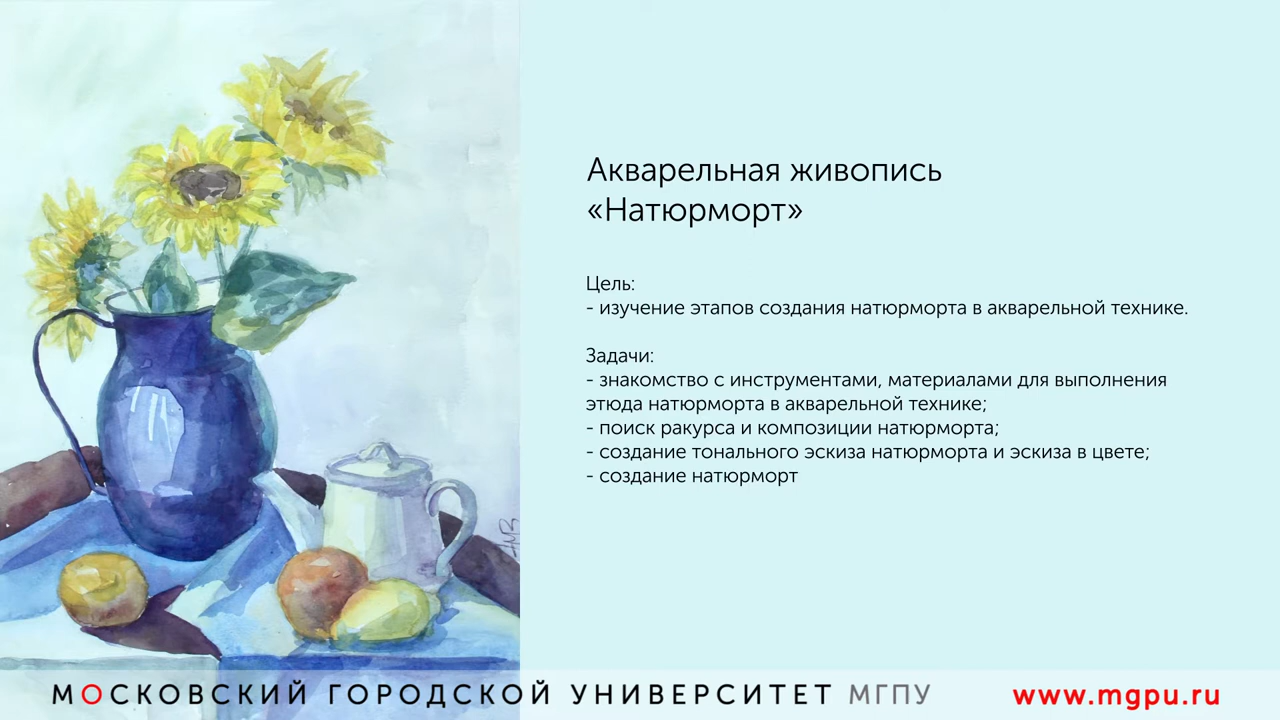 Акварельная живопись
«Натюрморт»
Цель:
- изучение этапов создания натюрморта в акварельной технике.
Задачи:
- знакомство с инструментами, материалами для выполнения
этюда натюрморта в акварельной технике;
- поиск ракурса и композиции натюрморта;
- создание тонального эскиза натюрморта и эскиза в цвете;
- создание натюрморт
МОСКОВСКИЙ ГОРОДСКОЙ УНИВЕРСИТЕТ МГПУ
www.mgpu.ru